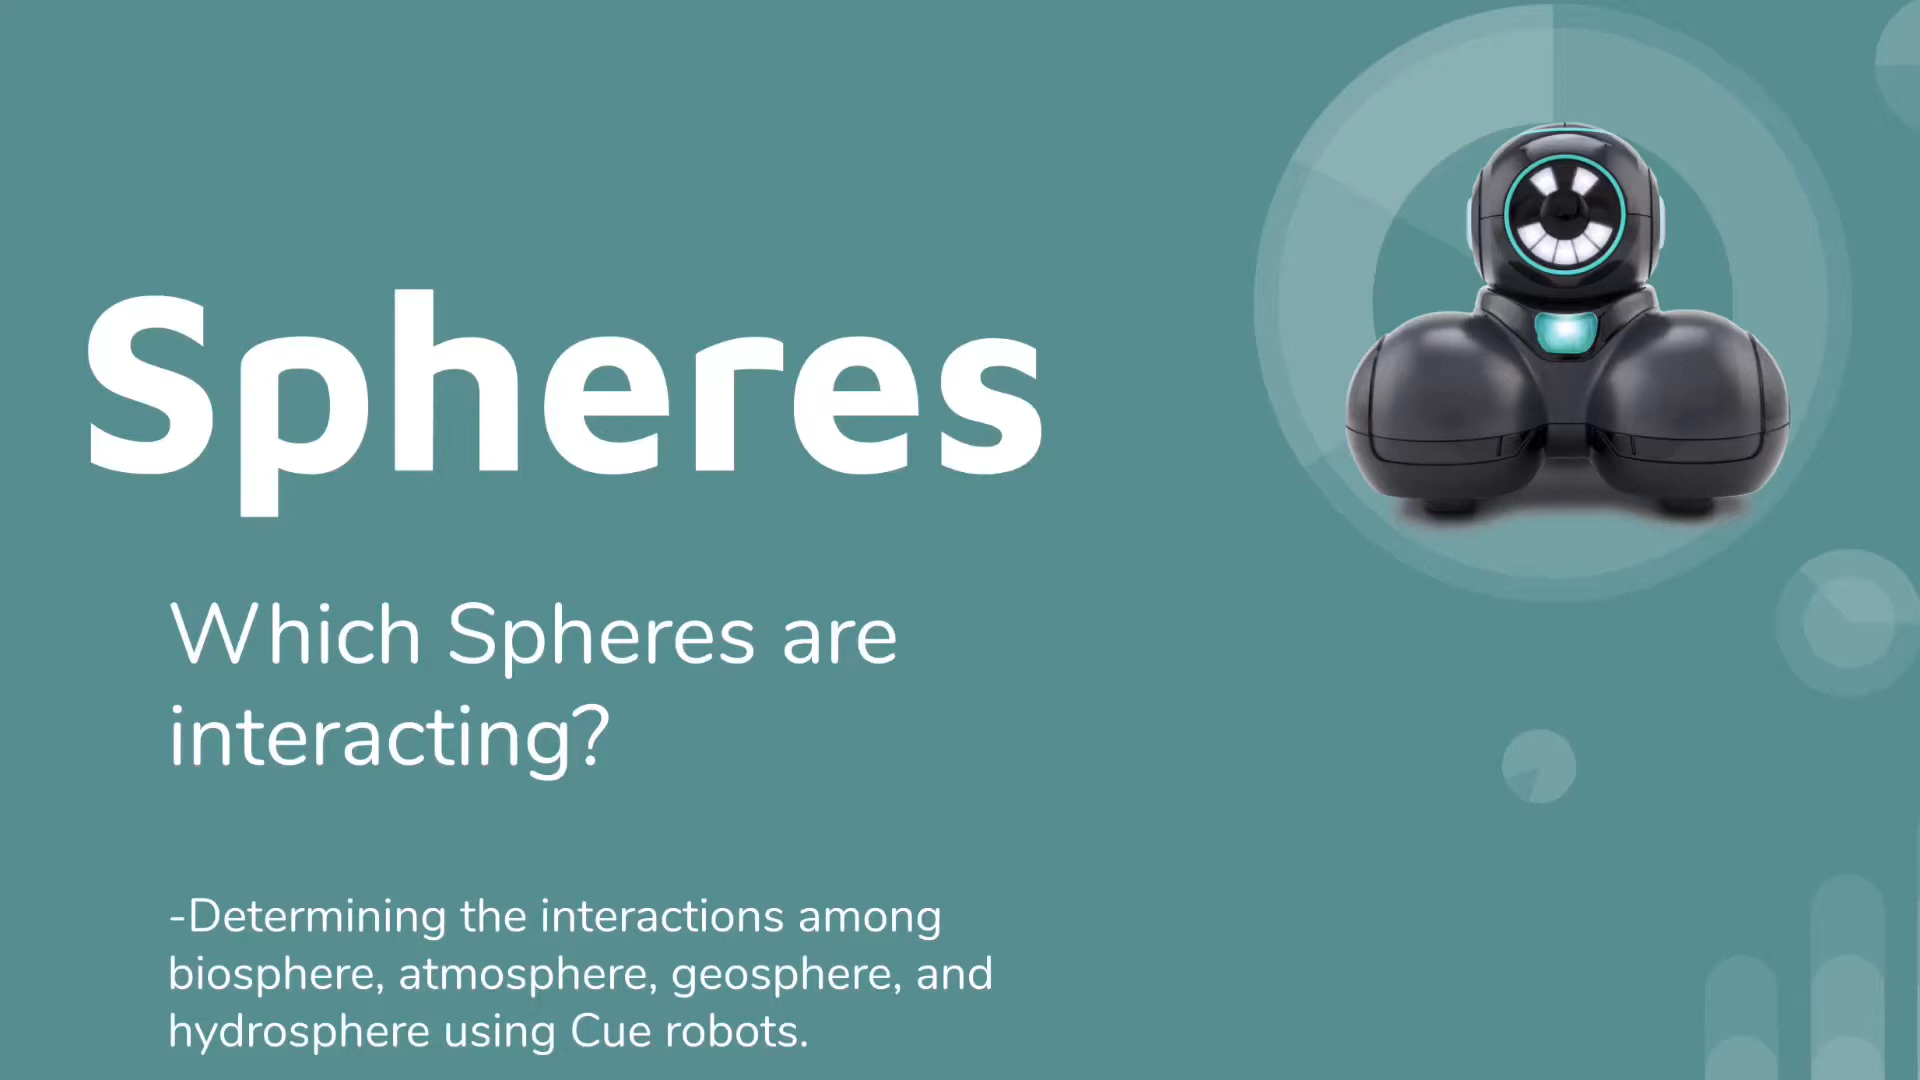 Spheres
Which Spheres are
interacting?
-Determining the interactions among
biosphere, atmosphere, geosphere, and
hydrosphere using Cue robots.